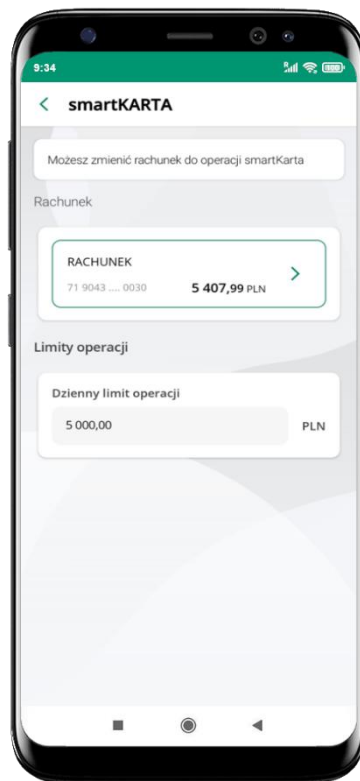 9:34
100
smartKARTA
Możesz zmienić rachunek do operacji smartKarta
Rachunek
RACHUNEK
71 9043 .... 0030 5 407,99 PLN
Limity operacji
Dzienny limit operacji
5 000,00 PLN